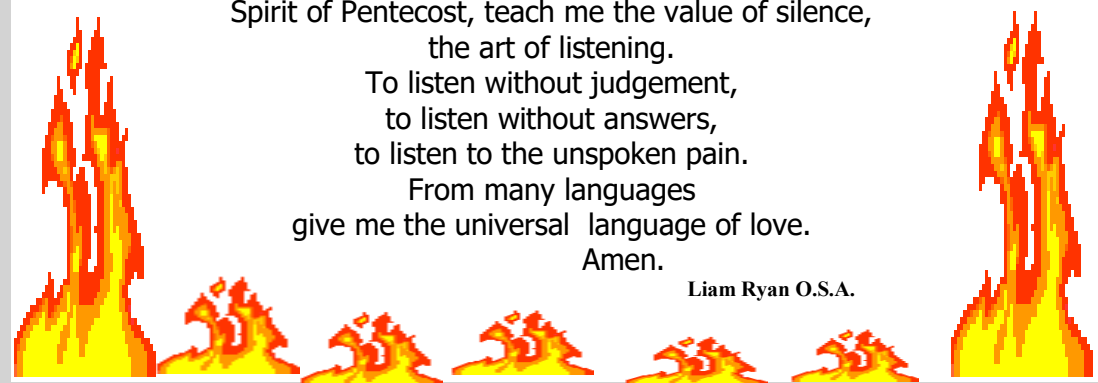 Spirit of Pentecost, teach me the value of silence,
the art of listening.
To listen without judgement,
to listen without answers,
to listen to the unspoken pain.
From many languages
give me the universal  language of love.
Amen.
Liam Ryan O.S.A.